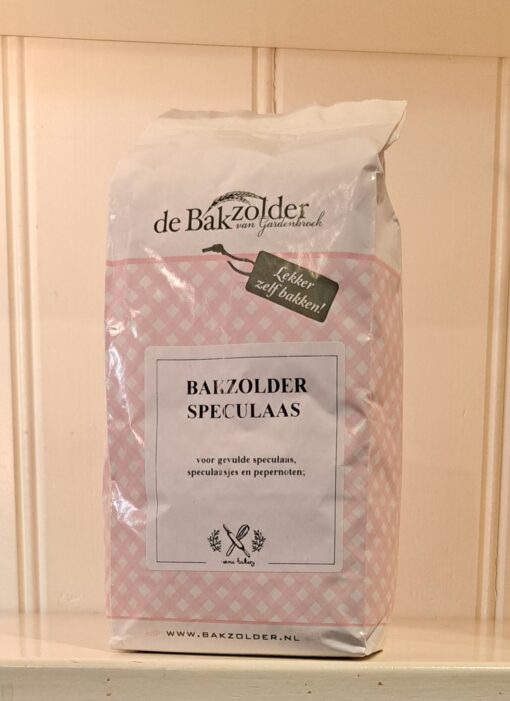 de Bakzolder
van Gardenbroek
Lekker
zelf bakken!
BAKZOLDER
SPECULAAS
voor gevulde speculaas,
speculaasjes en pepernoten;
WWW.BAKZOLDER.NL